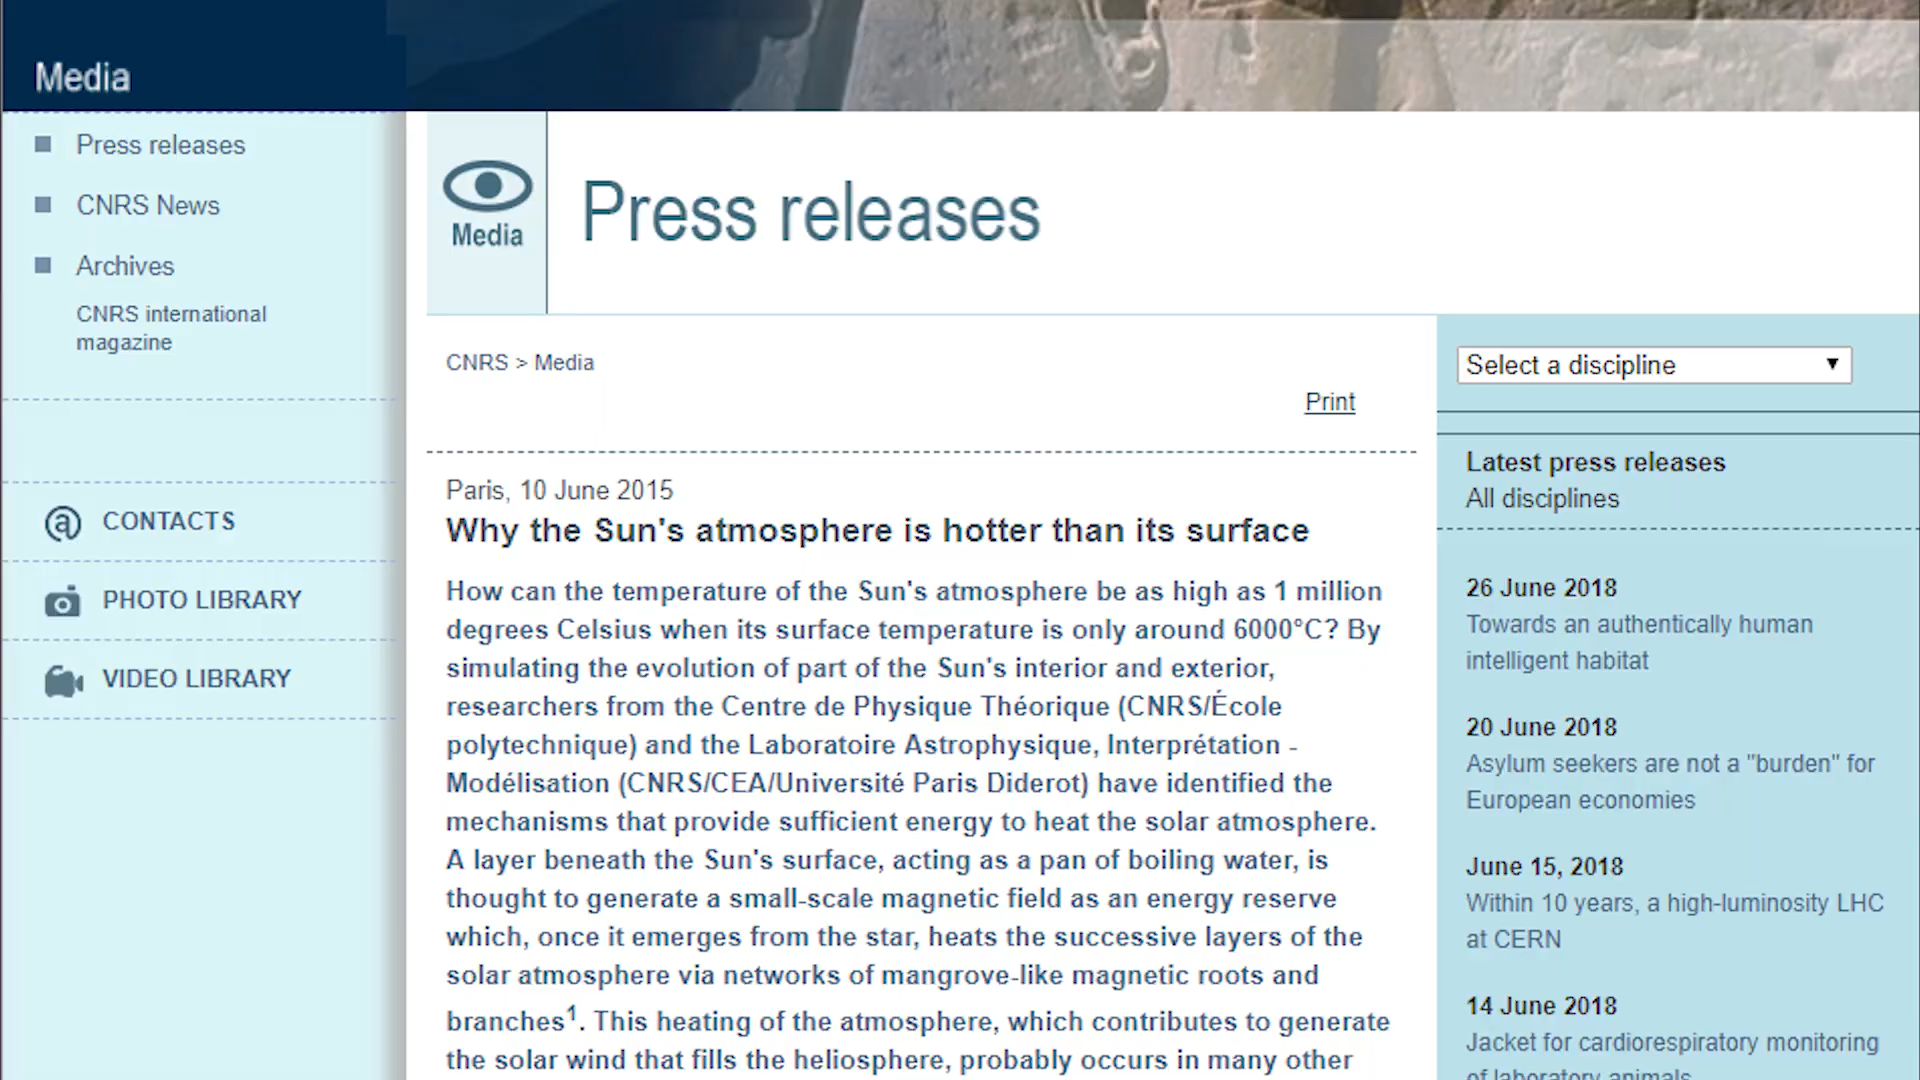 Media
Press releases
CNRS News
Archives
CNRS international
magazine
CONTACTS
PHOTO LIBRARY
VIDEO LIBRARY
Media
Press releases
CNRS > Media
Print
Paris, 10 June 2015
Why the Sun's atmosphere is hotter than its surface
How can the temperature of the Sun's atmosphere be as high as 1 million
degrees Celsius when its surface temperature is only around 6000°C? By
simulating the evolution of part of the Sun's interior and exterior,
researchers from the Centre de Physique Théorique (CNRS/École
polytechnique) and the Laboratoire Astrophysique, Interprétation -
Modélisation (CNRS/CEA/Université Paris Diderot) have identified the
mechanisms that provide sufficient energy to heat the solar atmosphere.
A layer beneath the Sun's surface, acting as a pan of boiling water, is
thought to generate a small-scale magnetic field as an energy reserve
which, once it emerges from the star, heats the successive layers of the
solar atmosphere via networks of mangrove-like magnetic roots and
branches¹. This heating of the atmosphere, which contributes to generate
the solar wind that fills the heliosphere, probably occurs in many other
Select a discipline
Latest press releases
All disciplines
26 June 2018
Towards an authentically human
intelligent habitat
20 June 2018
Asylum seekers are not a "burden" for
European economies
June 15, 2018
Within 10 years, a high-luminosity LHC
at CERN
14 June 2018
Jacket for cardiorespiratory monitoring
of laboratory animals